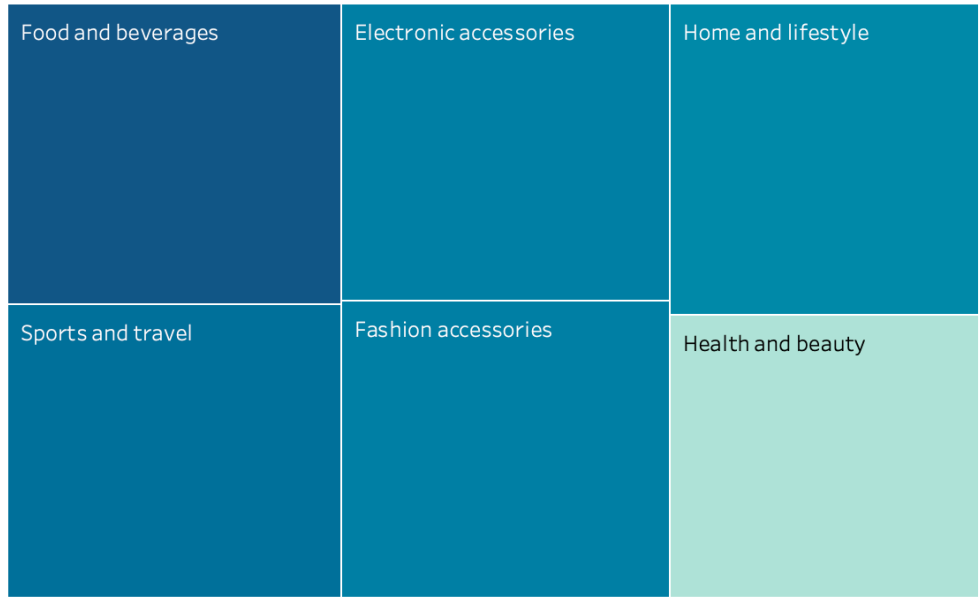 Food and beverages
Electronic accessories
Home and lifestyle
Sports and travel
Fashion accessories
Health and beauty